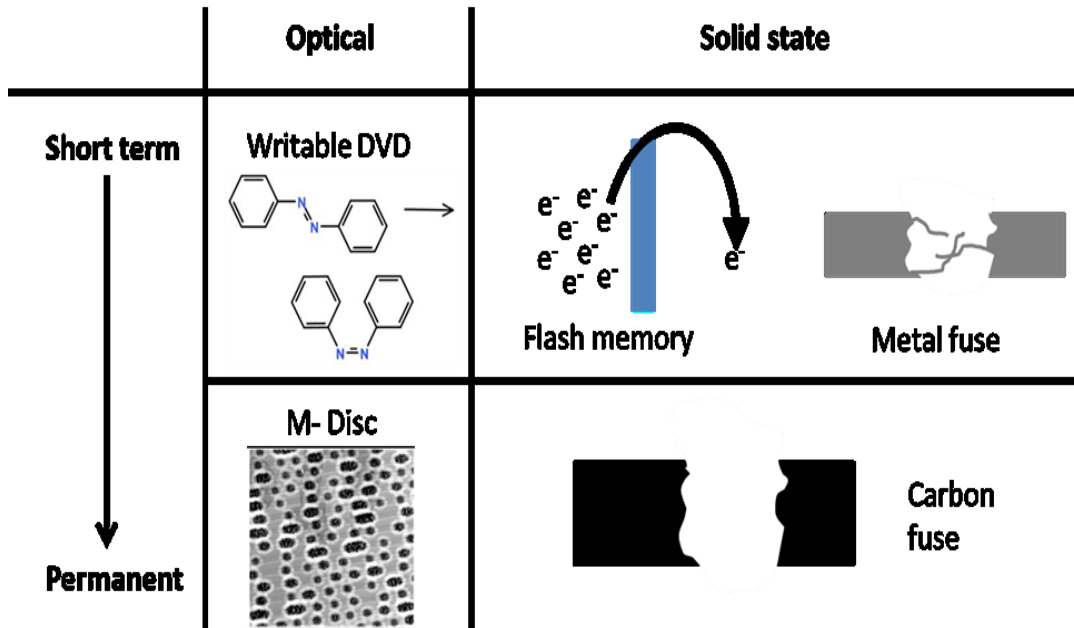 Optical
Solid state
Short term
Writable DVD
N
N
N
N
e-
e-
e-
e-
e-
e-
e-
e-
e-
e-
Flash memory
Metal fuse
M- Disc
Carbon
fuse
Permanent